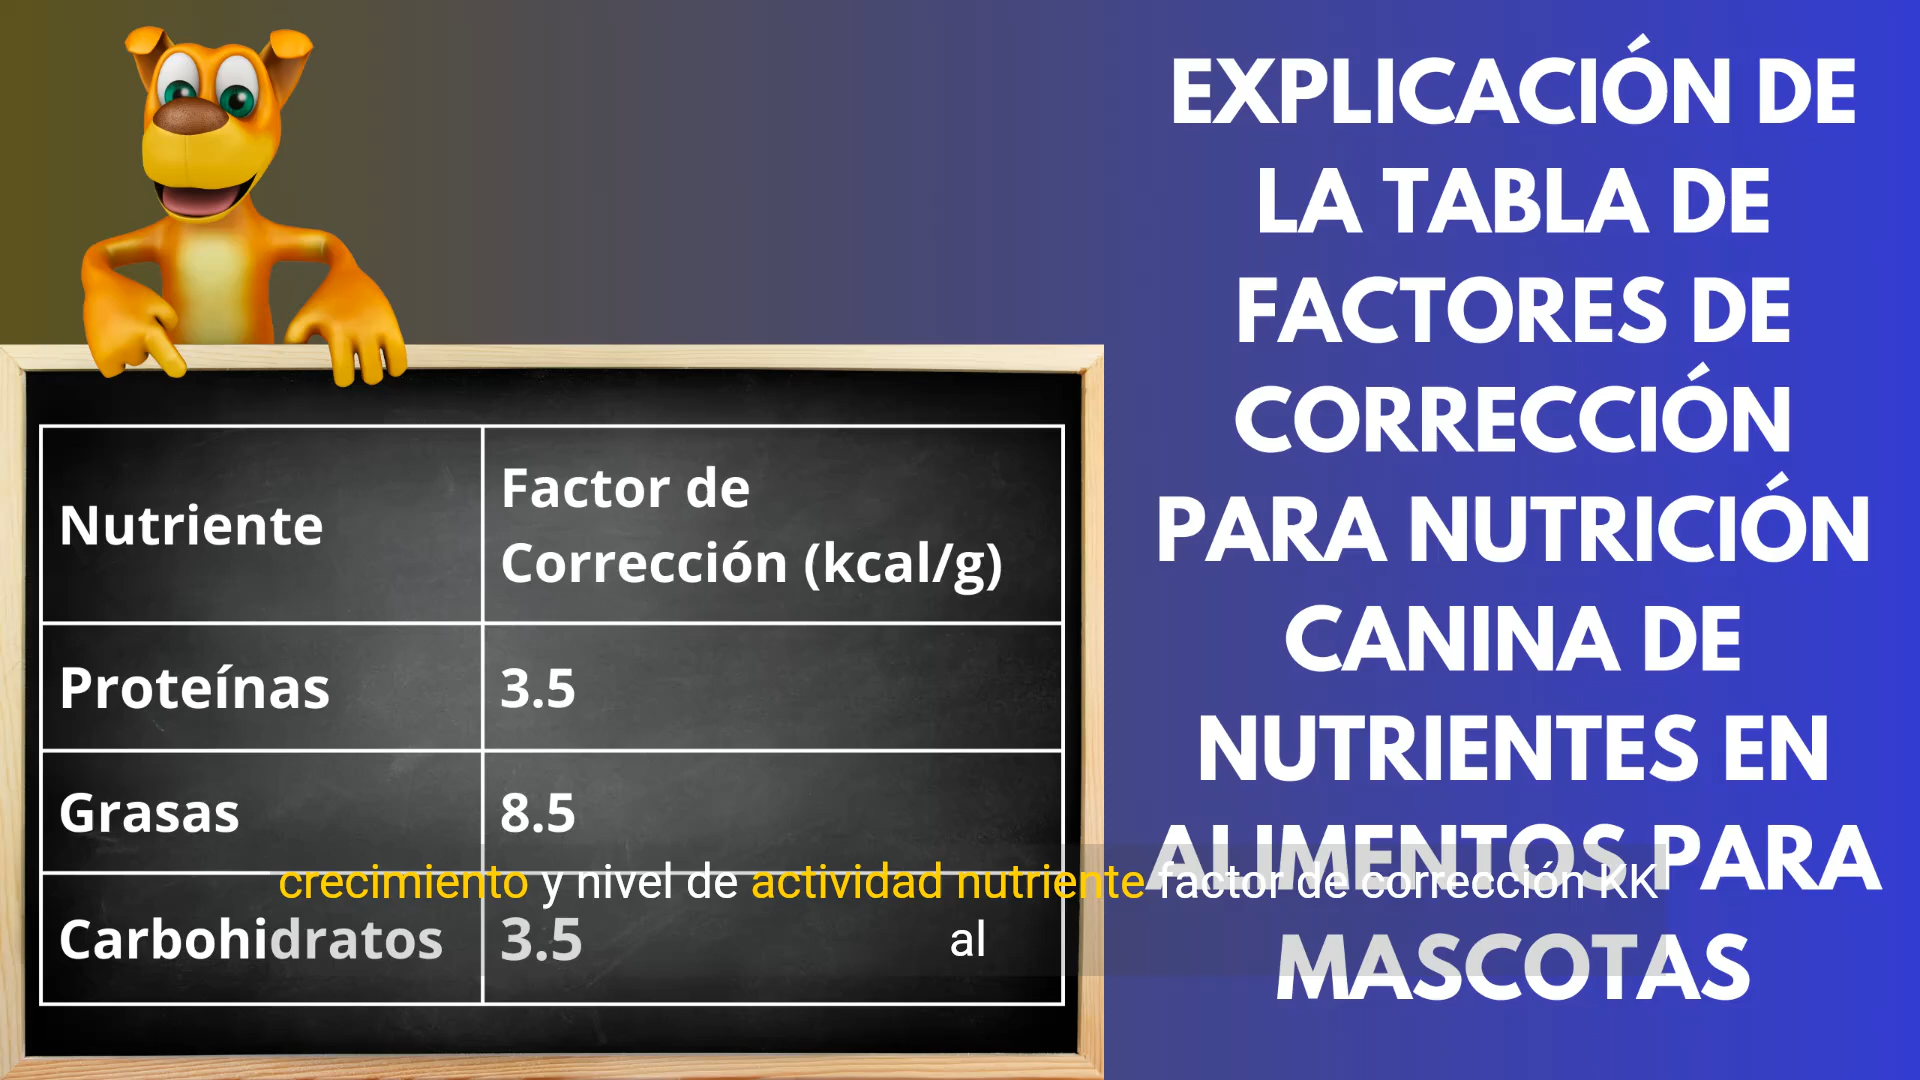 EXPLICACIÓN DE
LA TABLA DE
FACTORES DE
CORRECCIÓN
PARA NUTRICIÓN
CANINA DE
NUTRIENTES EN
ALIMENTOS PARA
MASCOTAS
Nutriente
Factor de
Corrección (kcal/g)
Proteínas
3.5
Grasas
8.5
Carbohidratos
3.5
crecimiento y nivel de actividad nutriente factor de corrección KK
al